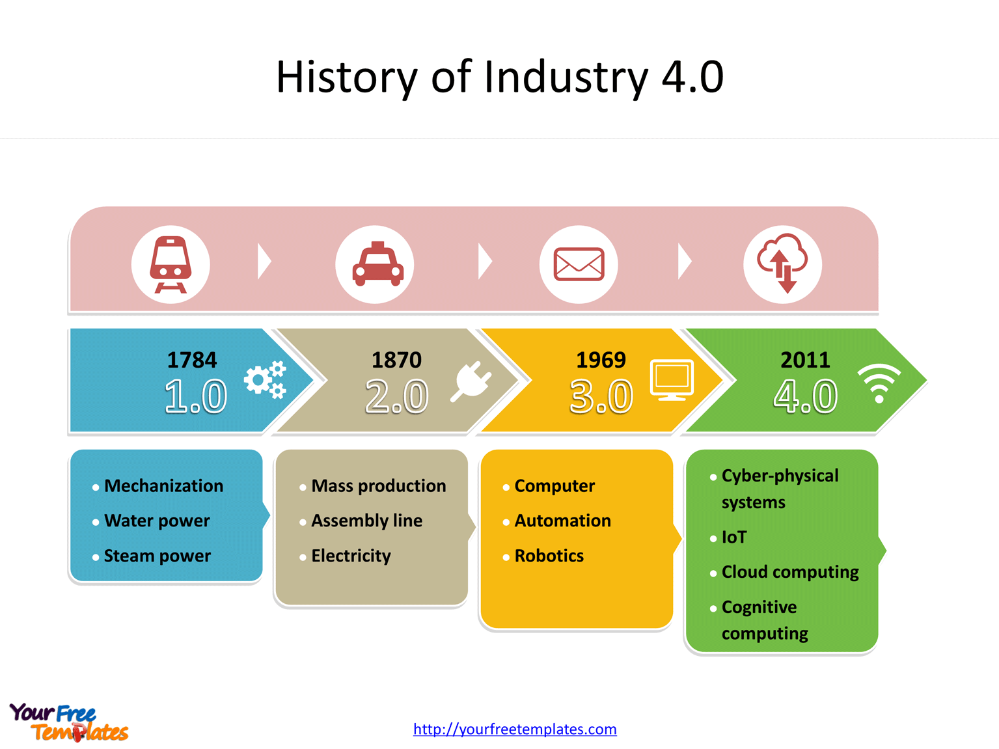 History of Industry 4.0
1784
1.0
1870
2.0
1969
3.0
2011
4.0
• Mechanization
• Water power
• Steam power
• Mass production
• Assembly line
• Electricity
• Computer
• Automation
• Robotics
• Cyber-physical
systems
• IoT
• Cloud computing
• Cognitive
computing
Your Free
Templates
http://yourfreetemplates.com